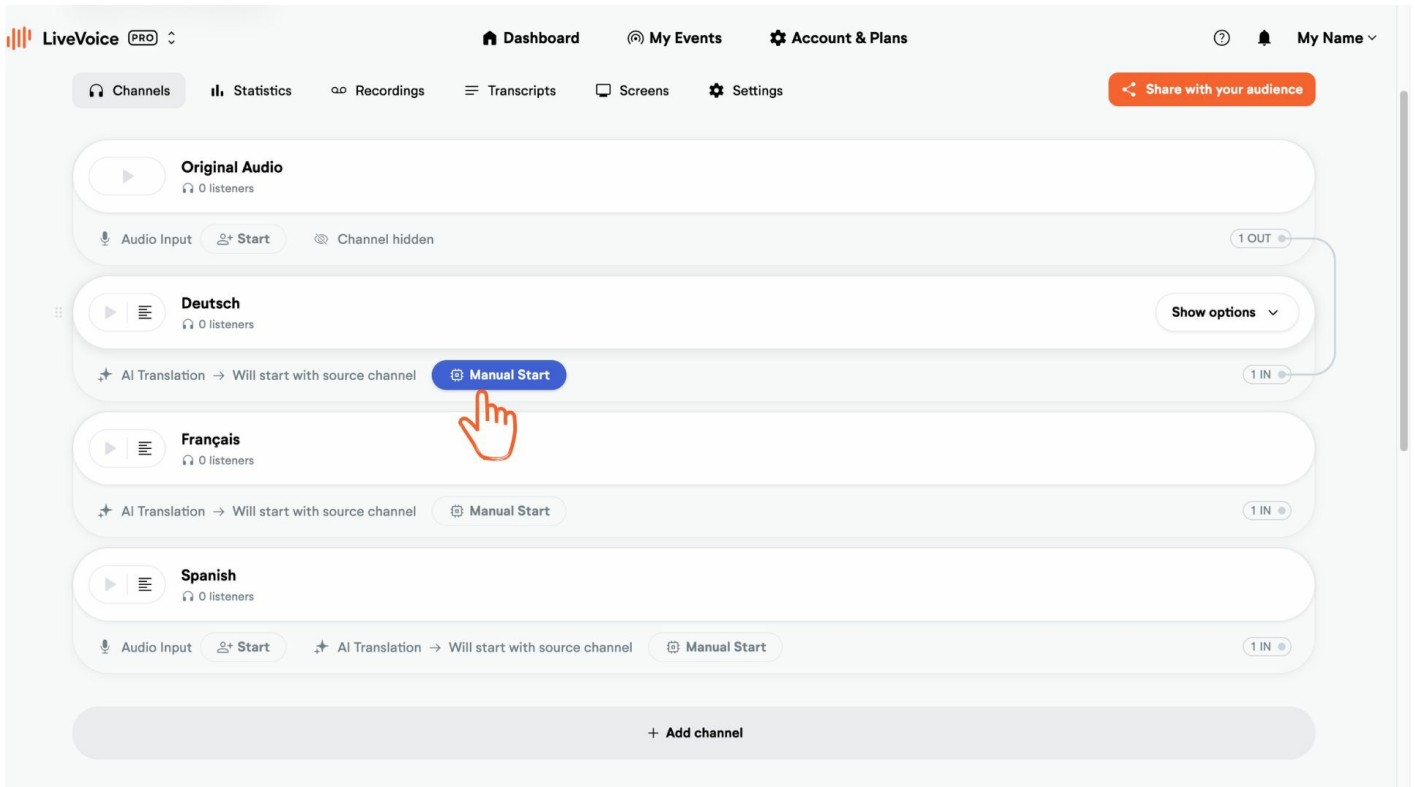 LiveVoice PRO Dashboard My Events Account & Plans ? My Name
Channels Statistics Recordings Transcripts Screens Settings Share with your audience
Original Audio
0 listeners
Audio Input Start Channel hidden 1 OUT
Deutsch
0 listeners
Show options
AI Translation → Will start with source channel Manual Start 1 IN
Français
0 listeners
AI Translation → Will start with source channel Manual Start 1 IN
Spanish
0 listeners
Audio Input Start AI Translation → Will start with source channel Manual Start 1 IN
+ Add channel